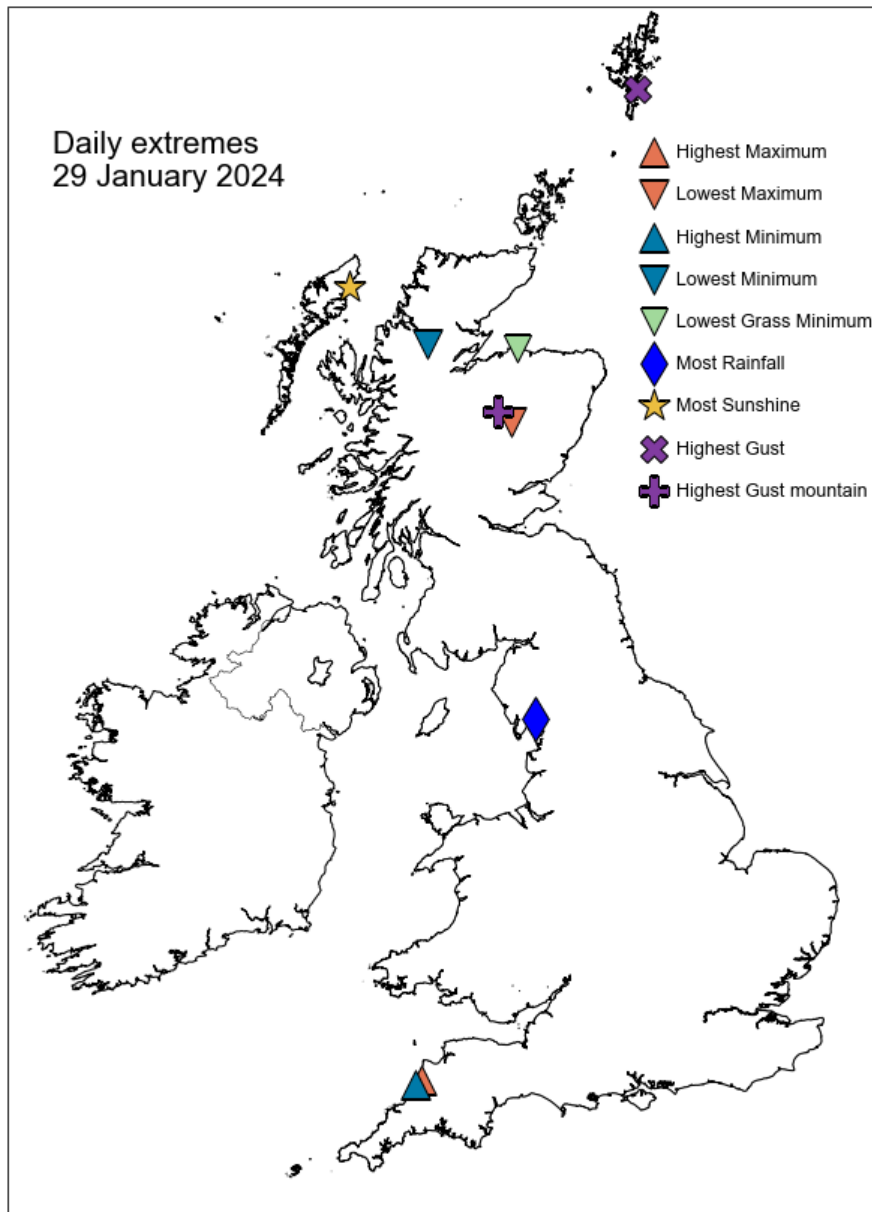 Daily extremes
29 January 2024
Highest Maximum
Lowest Maximum
Highest Minimum
Lowest Minimum
Lowest Grass Minimum
Most Rainfall
Most Sunshine
Highest Gust
Highest Gust mountain